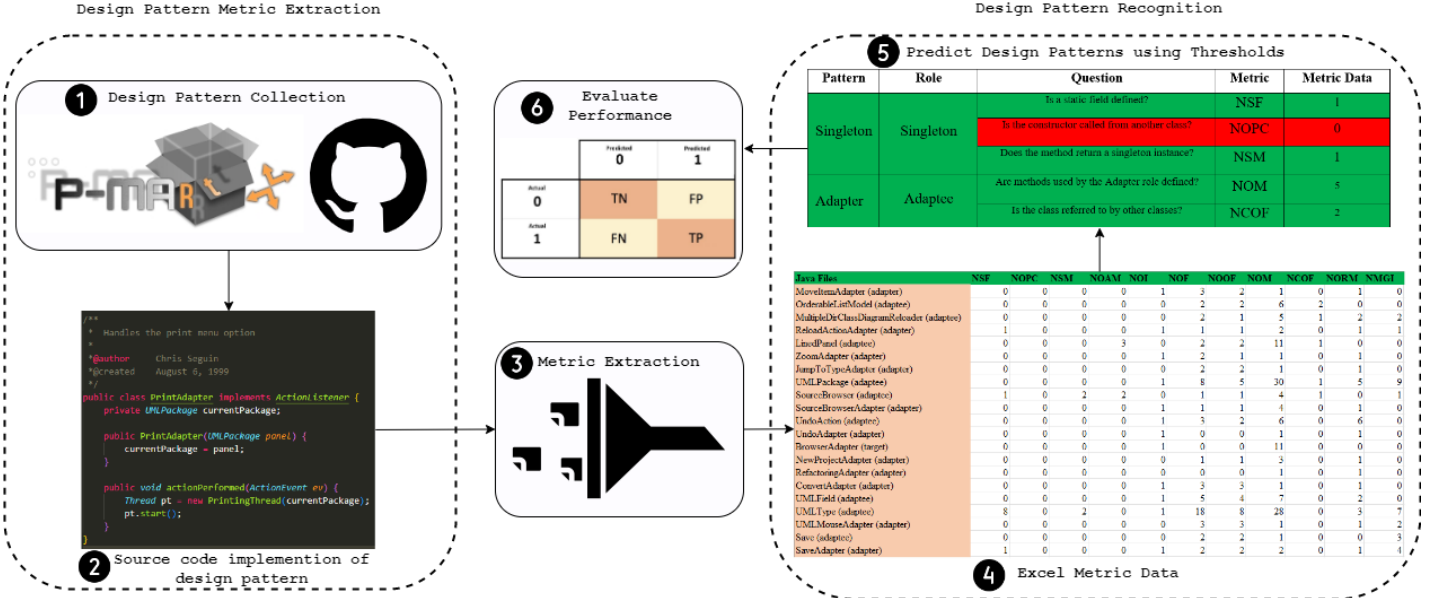 Design Pattern Metric Extraction
Design Pattern Recognition
1 Design Pattern Collection
P-MARt
/**
* Handles the print menu option
*
*@author Chris Seguin
*@created August 6, 1999
*/
public class PrintAdapter implements ActionListener {
private UMLPackage currentPackage;
public PrintAdapter(UMLPackage panel) {
currentPackage = panel;
}
public void actionPerformed(ActionEvent ev) {
Thread pt = new PrintingThread(currentPackage);
pt.start();
}
}
2 Source code implemention of
design pattern
3 Metric Extraction
6 Evaluate
Performance
Predicted Predicted
0 1
Actual
0 TN FP
Actual
1 FN TP
5 Predict Design Patterns using Thresholds
Pattern Role Question Metric Metric Data
Is a static field defined? NSF 1
Singleton Singleton Is the constructor called from another class? NOPC 0
Does the method return a singleton instance? NSM 1
Adapter Adaptee Are methods used by the Adapter role defined? NOM 5
Is the class referred to by other classes? NCOF 2
Java Files NSF NOPC NSM NOAM NOI NOF NOOF NOM NCOF NORM NMGI
MoveItemAdapter (adapter) 0 0 0 0 1 3 2 1 0 1 0
OrderableListModel (adaptee) 0 0 0 0 0 2 2 6 2 0 0
MultipleDirClassDiagramReloader (adaptee) 0 0 0 0 0 2 1 5 1 2 2
ReloadActionAdapter (adapter) 1 0 0 0 1 1 1 2 0 1 1
LinedPanel (adaptee) 0 0 0 3 0 2 2 11 1 0 0
ZoomAdapter (adapter) 0 0 0 0 1 2 1 1 0 1 0
JumpToTypeAdapter (adapter) 0 0 0 0 0 2 2 1 0 1 0
UMLPackage (adaptee) 0 0 0 0 1 8 5 30 1 5 9
SourceBrowser (adaptee) 1 0 2 2 0 1 1 4 1 0 1
SourceBrowserAdapter (adapter) 0 0 0 0 1 1 1 4 0 1 0
UndoAction (adaptee) 0 0 0 0 1 3 2 6 0 6 0
UndoAdapter (adapter) 0 0 0 0 1 0 0 1 0 1 0
BrowserAdapter (target) 0 0 0 0 1 0 0 11 0 0 0
NewProjectAdapter (adapter) 0 0 0 0 0 1 1 3 0 1 0
RefactoringAdapter (adapter) 0 0 0 0 0 0 0 1 0 1 0
ConvertAdapter (adapter) 0 0 0 0 1 3 3 1 0 1 0
UMLField (adaptee) 0 0 0 0 1 5 4 7 0 2 0
UMLType (adaptee) 8 0 2 0 1 18 8 28 0 3 7
UMLMouseAdapter (adapter) 0 0 0 0 0 3 3 1 0 1 2
Save (adaptee) 0 0 0 0 0 2 2 1 0 0 3
SaveAdapter (adapter) 1 0 0 0 1 2 2 2 0 1 4
4 Excel Metric Data